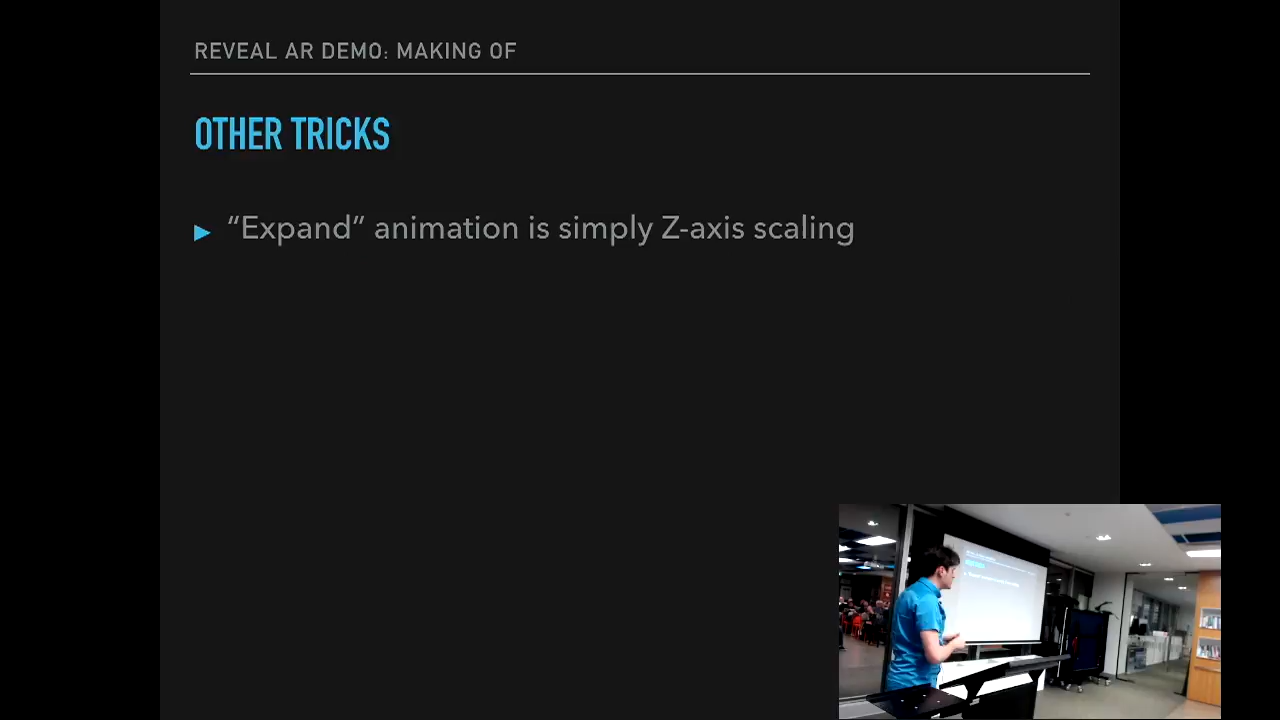 REVEAL AR DEMO: MAKING OF
OTHER TRICKS
▶ “Expand” animation is simply Z-axis scaling